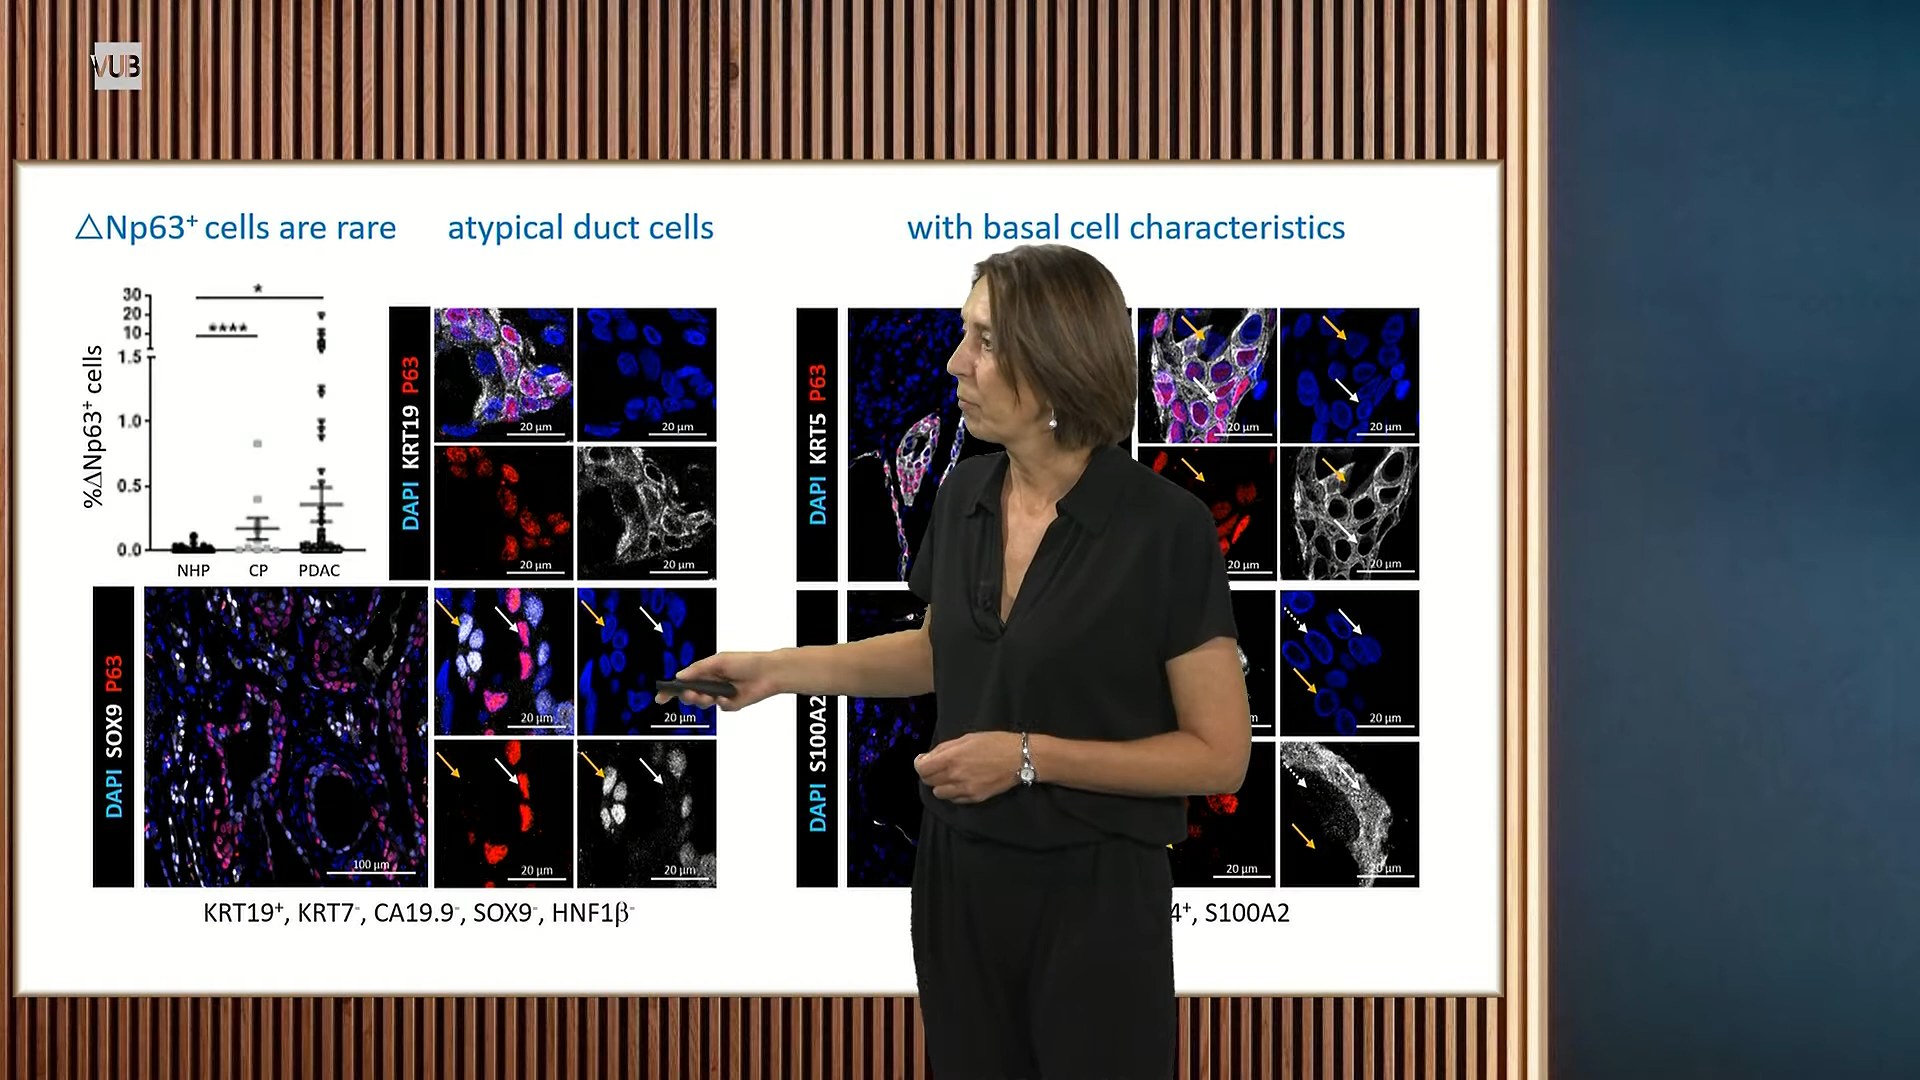 VUB
△Np63⁺ cells are rare
atypical duct cells
with basal cell characteristics
%ΔNp63⁺ cells
30
20
10
1.5
1.0
0.5
0.0
*
****
NHP CP PDAC
DAPI KRT19 P63
20 µm
20 µm
20 µm
20 µm
DAPI SOX9 P63
100 µm
20 µm
20 µm
20 µm
20 µm
KRT19⁺, KRT7⁻, CA19.9⁻, SOX9⁻, HNF1β⁻
DAPI KRT5 P63
20 µm
20 µm
20 µm
20 µm
DAPI S100A2
20 µm
20 µm
20 µm
4⁺, S100A2